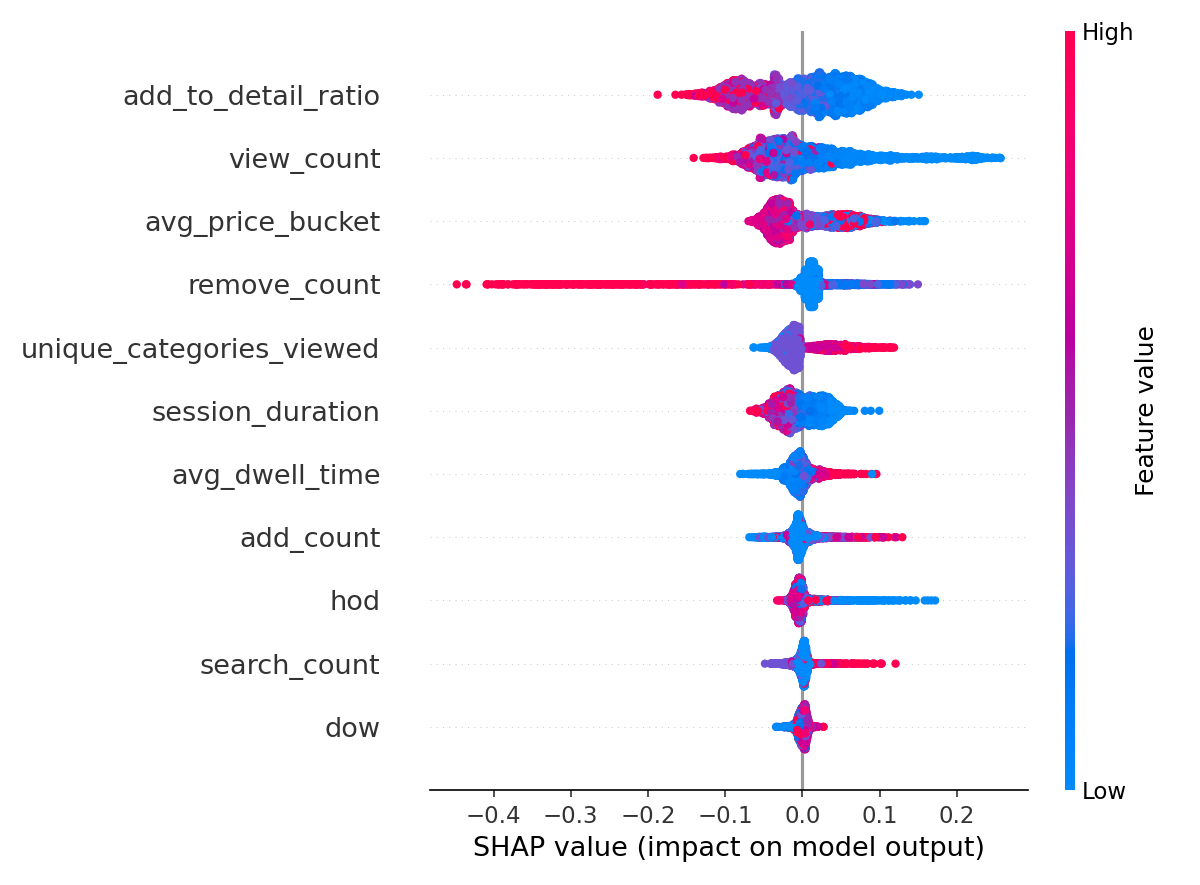 High
add_to_detail_ratio
view_count
avg_price_bucket
remove_count
unique_categories_viewed
session_duration
avg_dwell_time
add_count
hod
search_count
dow
Feature value
Low
−0.4 −0.3 −0.2 −0.1 0.0 0.1 0.2
SHAP value (impact on model output)